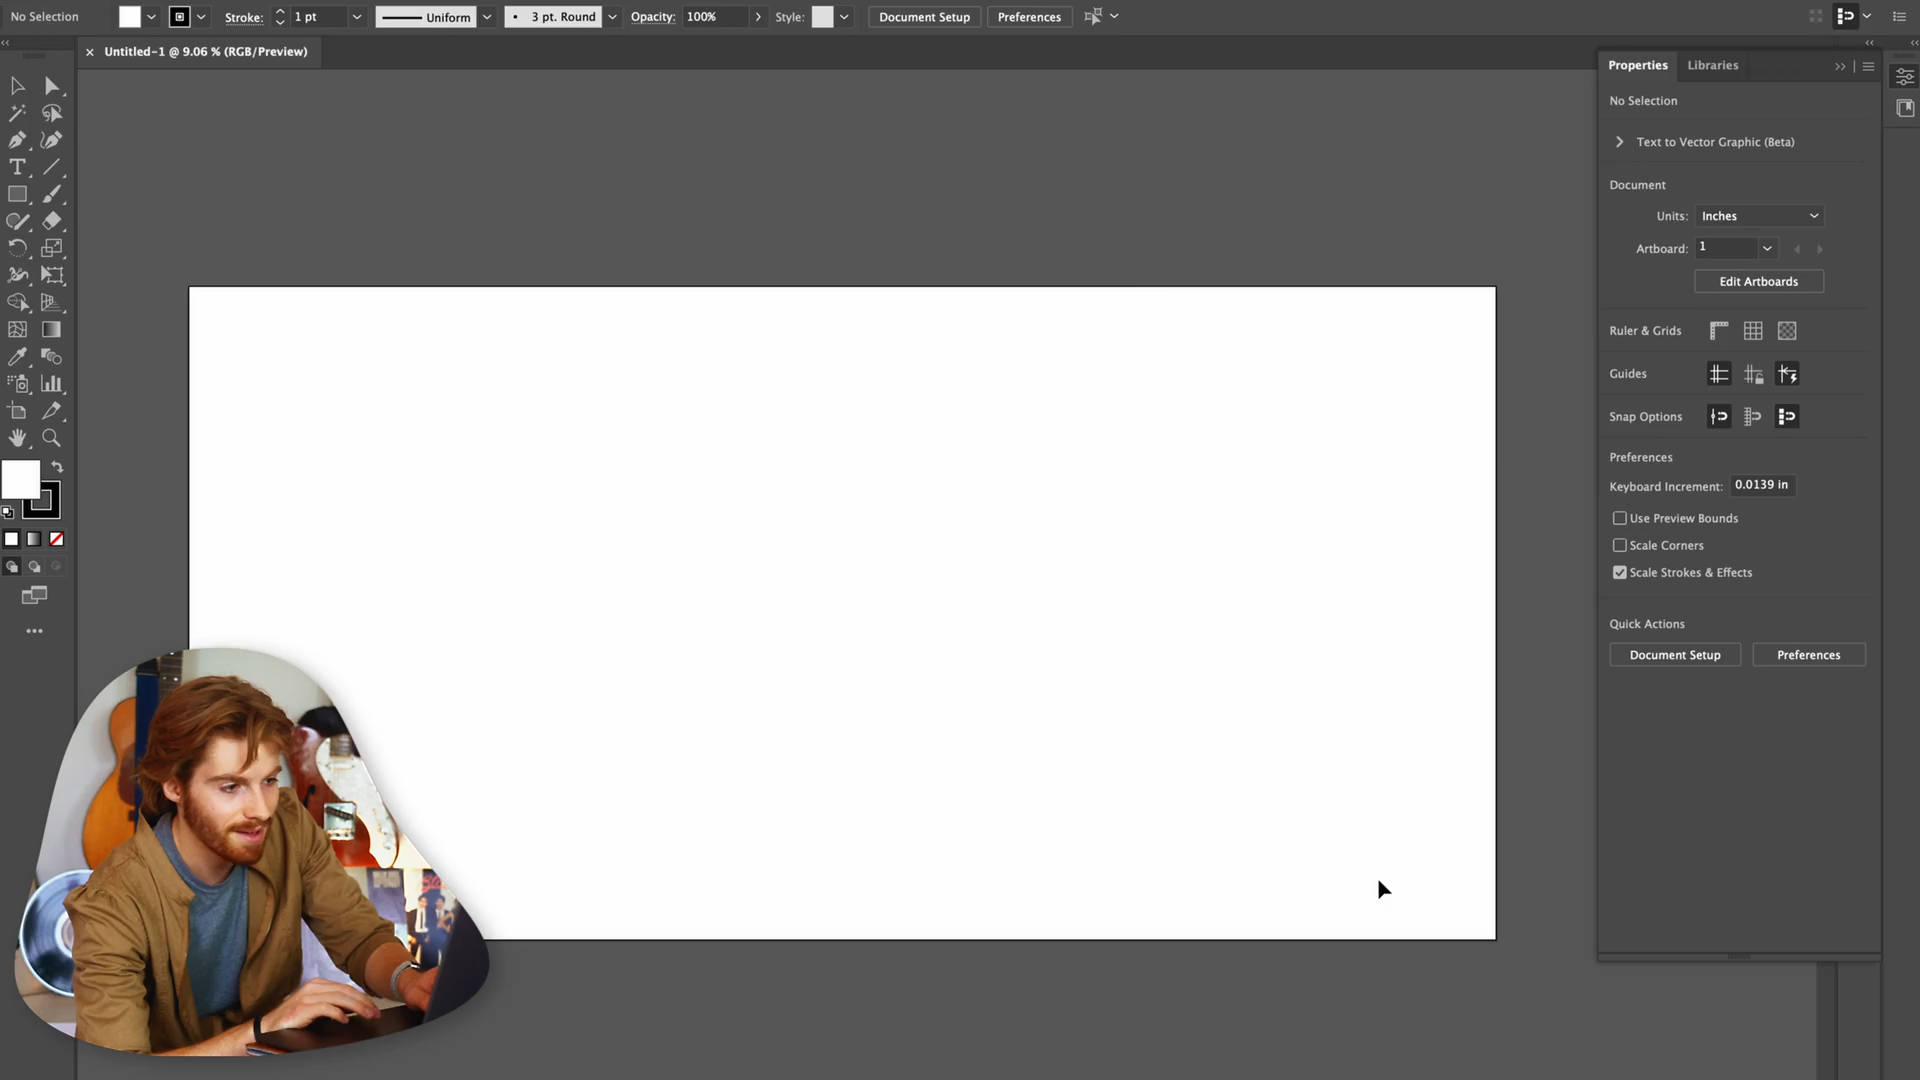 No Selection
Stroke: 1 pt Uniform 3 pt. Round Opacity: 100% Style: Document Setup Preferences
Untitled-1 @ 9.06 % (RGB/Preview)
Properties Libraries
No Selection
Text to Vector Graphic (Beta)
Document
Units: Inches
Artboard: 1
Edit Artboards
Ruler & Grids
Guides
Snap Options
Preferences
Keyboard Increment: 0.0139 in
Use Preview Bounds
Scale Corners
Scale Strokes & Effects
Quick Actions
Document Setup Preferences